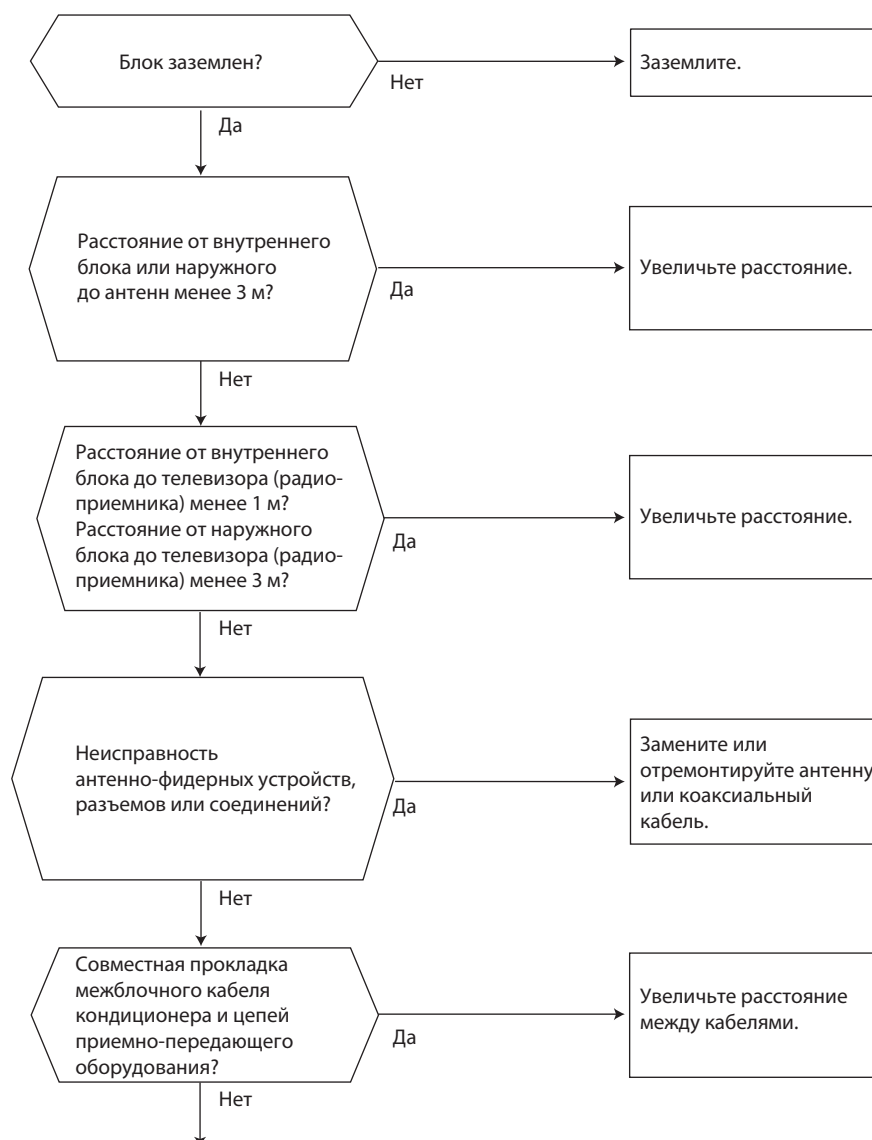 Блок заземлен?
Нет
Заземлите.
Да
Расстояние от внутреннего
блока или наружного
до антенн менее 3 м?
Да
Увеличьте расстояние.
Нет
Расстояние от внутреннего
блока до телевизора (радио-
приемника) менее 1 м?
Расстояние от наружного
блока до телевизора (радио-
приемника) менее 3 м?
Да
Увеличьте расстояние.
Нет
Неисправность
антенно-фидерных устройств,
разъемов или соединений?
Да
Замените или
отремонтируйте антенну
или коаксиальный
кабель.
Нет
Совместная прокладка
межблочного кабеля
кондиционера и цепей
приемно-передающего
оборудования?
Да
Увеличьте расстояние
между кабелями.
Нет